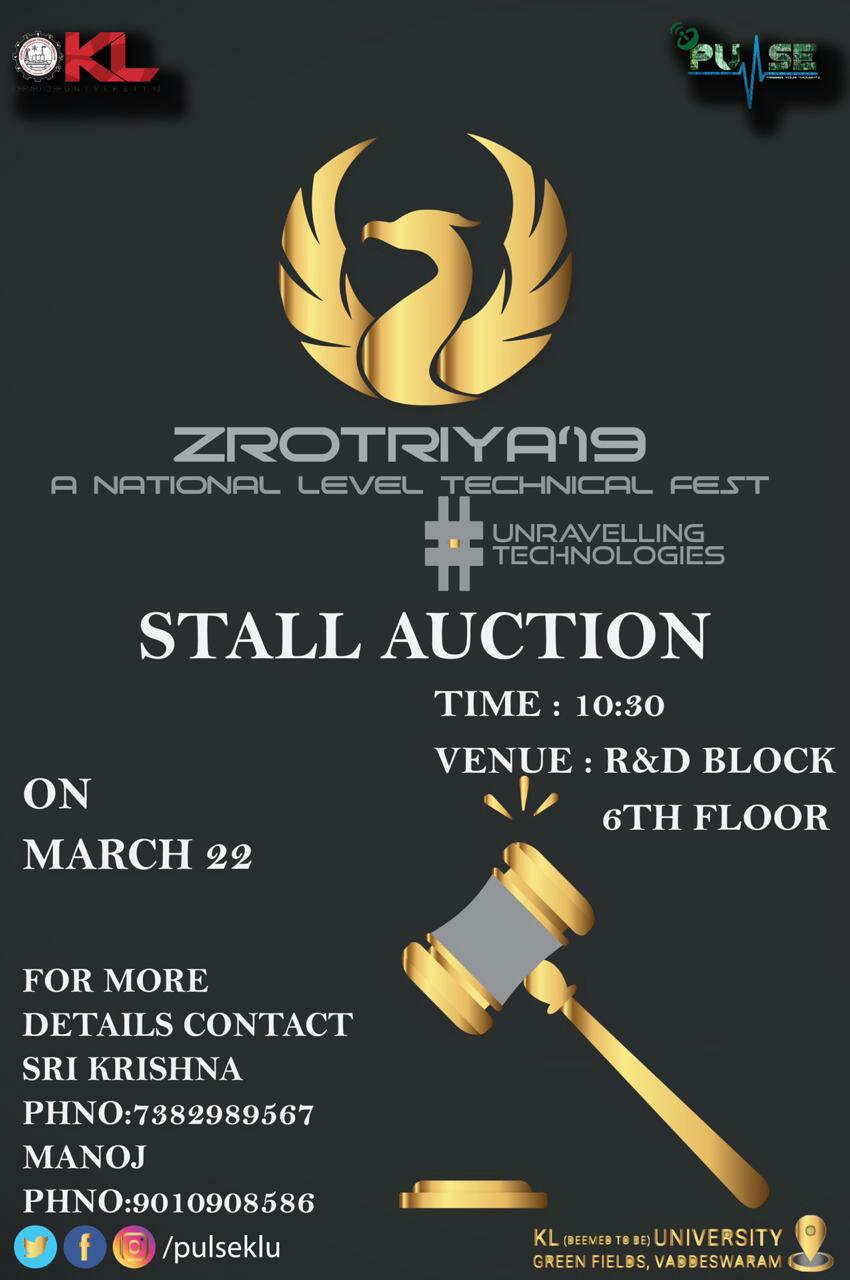 KL
UNIVERSITY
PULSE
ZROTRIYA'19
A NATIONAL LEVEL TECHNICAL FEST
# UNRAVELLING
TECHNOLOGIES
STALL AUCTION
TIME : 10:30
VENUE : R&D BLOCK
6TH FLOOR
ON
MARCH 22
FOR MORE
DETAILS CONTACT
SRI KRISHNA
PHNO:7382989567
MANOJ
PHNO:9010908586
/pulseklu
KL (DEEMED TO BE) UNIVERSITY
GREEN FIELDS, VADDESWARAM